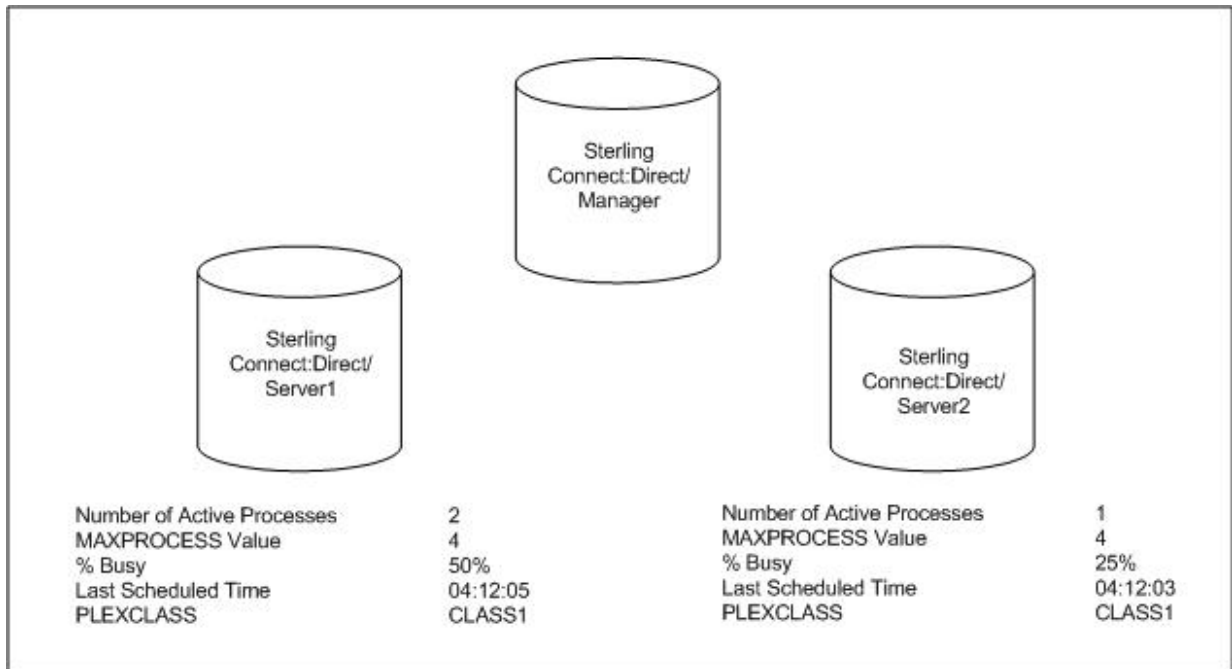 Sterling
Connect:Direct/
Manager
Sterling
Connect:Direct/
Server1
Sterling
Connect:Direct/
Server2
Number of Active Processes 2
MAXPROCESS Value 4
% Busy 50%
Last Scheduled Time 04:12:05
PLEXCLASS CLASS1
Number of Active Processes 1
MAXPROCESS Value 4
% Busy 25%
Last Scheduled Time 04:12:03
PLEXCLASS CLASS1